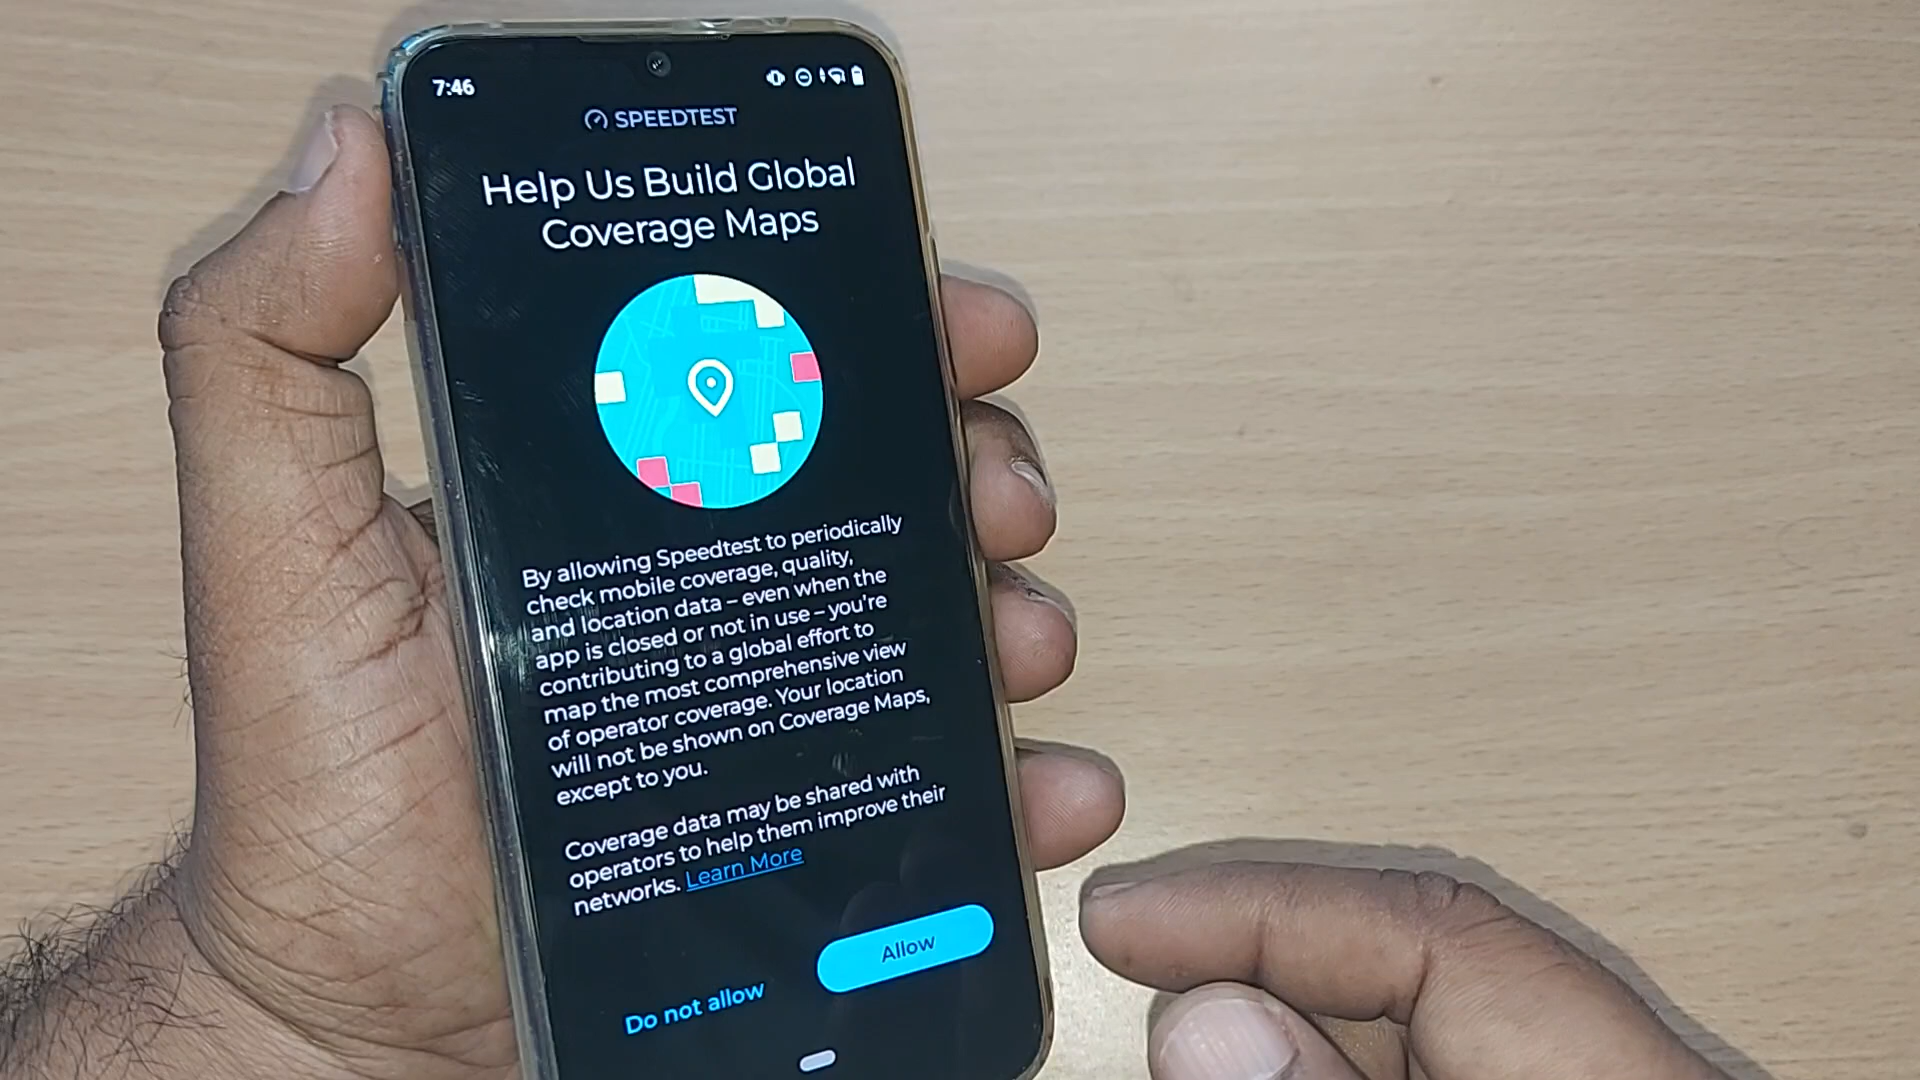 7:46
SPEEDTEST
Help Us Build Global
Coverage Maps
By allowing Speedtest to periodically
check mobile coverage, quality,
and location data – even when the
app is closed or not in use – you're
contributing to a global effort to
map the most comprehensive view
of operator coverage. Your location
will not be shown on Coverage Maps,
except to you.
Coverage data may be shared with
operators to help them improve their
networks. Learn More
Do not allow
Allow